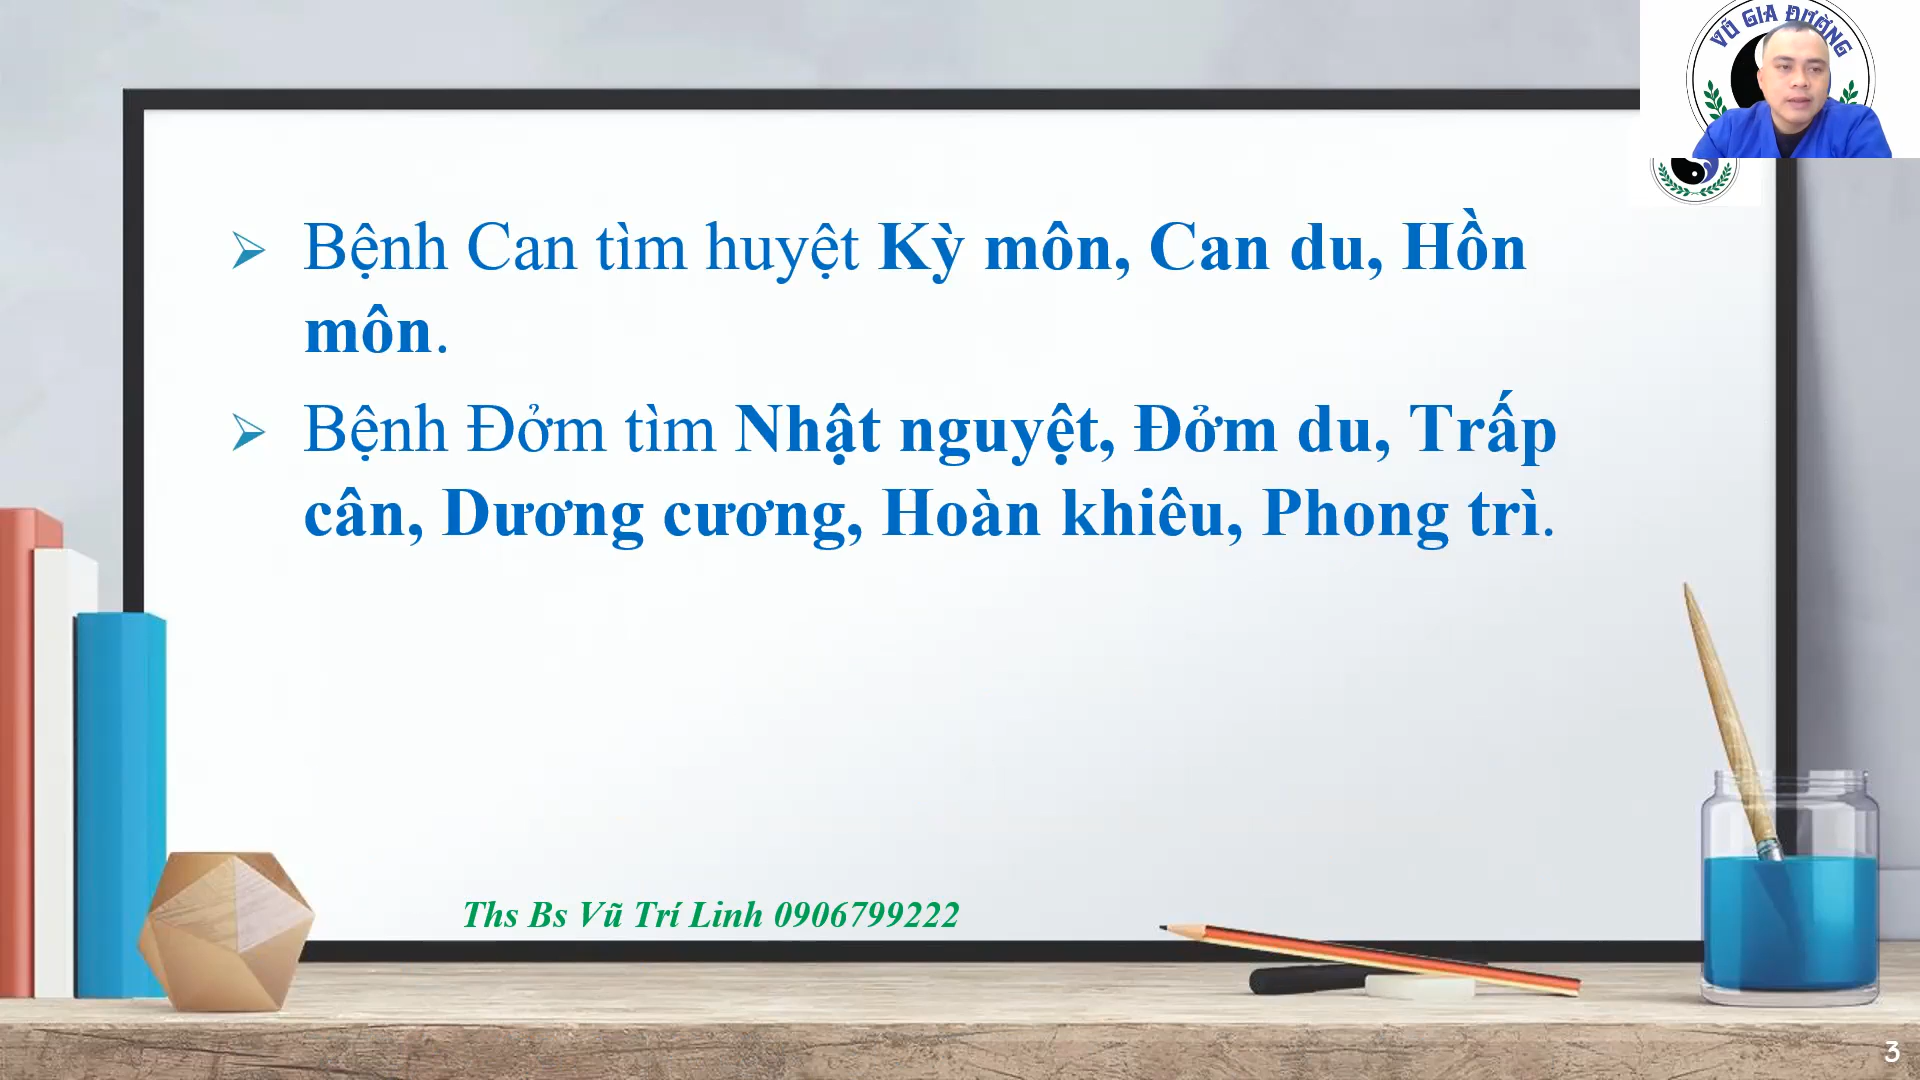 VŨ GIA ĐƯỜNG
➢ Bệnh Can tìm huyệt Kỳ môn, Can du, Hồn
môn.
➢ Bệnh Đởm tìm Nhật nguyệt, Đởm du, Trấp
cân, Dương cương, Hoàn khiêu, Phong trì.
Ths Bs Vũ Trí Linh 0906799222
3